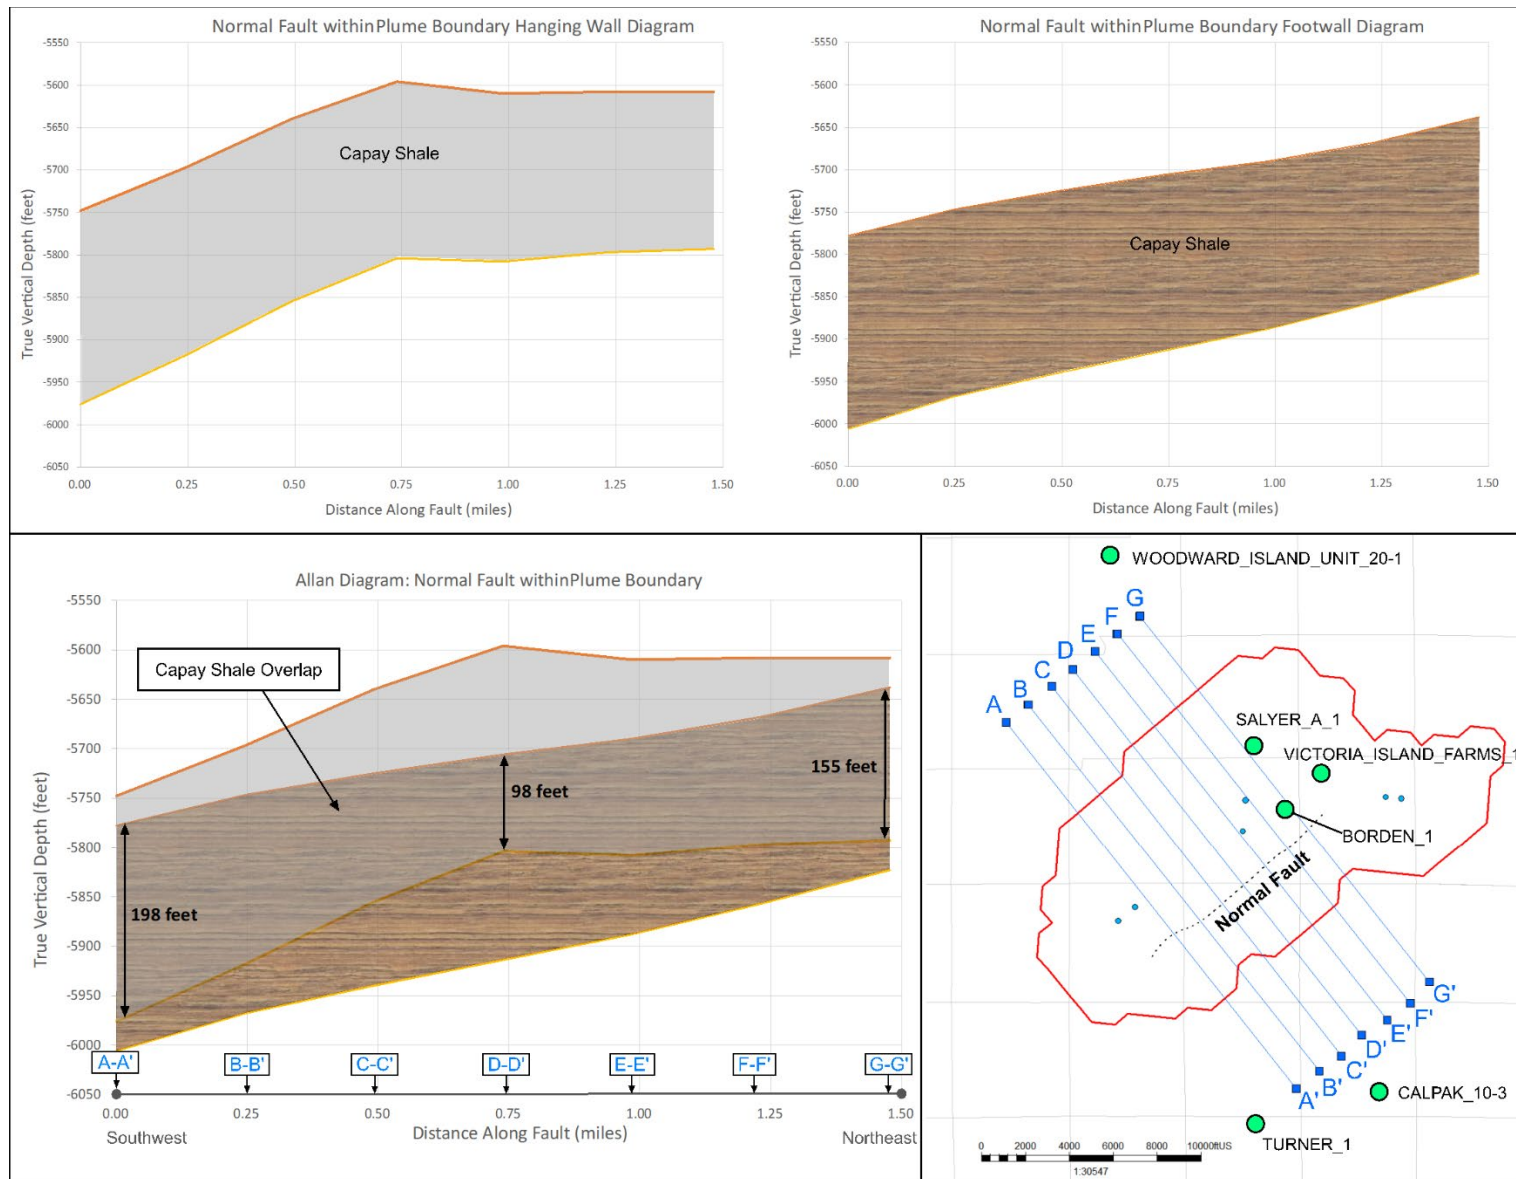 Normal Fault withinPlume Boundary Hanging Wall Diagram
-5550
-5600
-5650
-5700
-5750
-5800
-5850
-5900
-5950
-6000
-6050
True Vertical Depth (feet)
Capay Shale
0.00 0.25 0.50 0.75 1.00 1.25 1.50
Distance Along Fault (miles)
Normal Fault within Plume Boundary Footwall Diagram
-5550
-5600
-5650
-5700
-5750
-5800
-5850
-5900
-5950
-6000
-6050
True Vertical Depth (feet)
Capay Shale
0.00 0.25 0.50 0.75 1.00 1.25 1.50
Distance Along Fault (miles)
Allan Diagram: Normal Fault withinPlume Boundary
-5550
-5600
-5650
-5700
-5750
-5800
-5850
-5900
-5950
-6000
-6050
True Vertical Depth (feet)
Capay Shale Overlap
198 feet
98 feet
155 feet
A-A' B-B' C-C' D-D' E-E' F-F' G-G'
0.00 0.25 0.50 0.75 1.00 1.25 1.50
Southwest Distance Along Fault (miles) Northeast
WOODWARD_ISLAND_UNIT_20-1
G
F
E
D
C
B
A
SALYER_A_1
VICTORIA_ISLAND_FARMS_1
BORDEN_1
Normal Fault
G'
F'
E'
D'
C'
B'
A'
CALPAK_10-3
TURNER_1
0 2000 4000 6000 8000 10000ftUS
1:30547